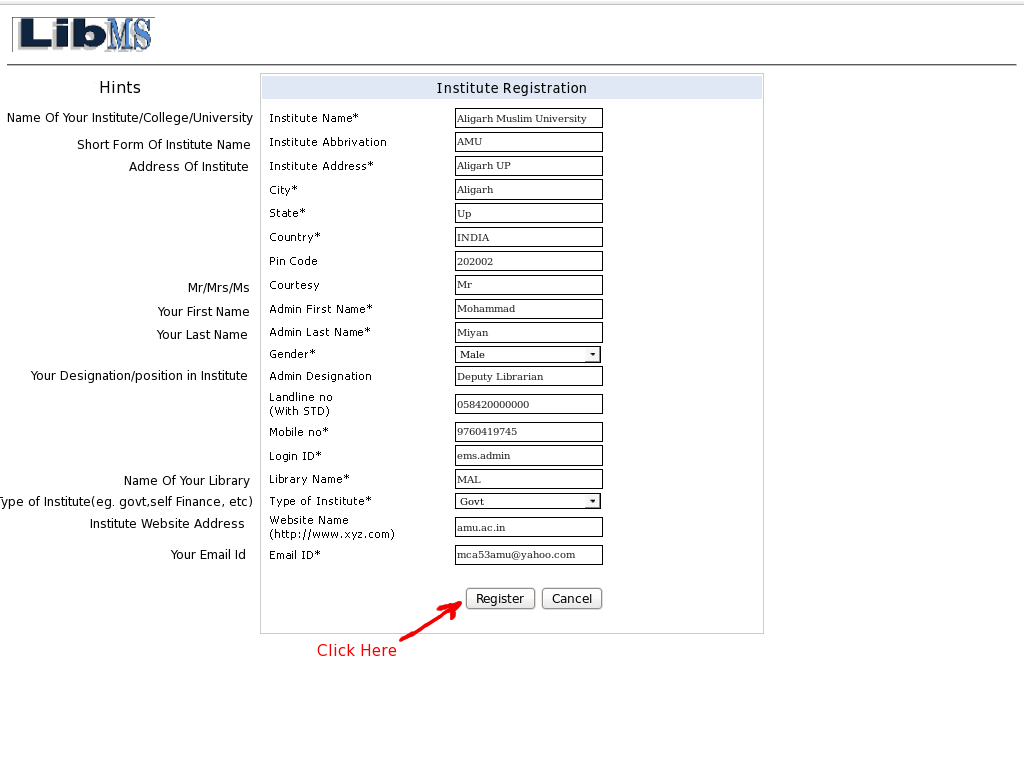 LibMS
Hints
Institute Registration
Name Of Your Institute/College/University
Institute Name*
Aligarh Muslim University
Short Form Of Institute Name
Institute Abbrivation
AMU
Address Of Institute
Institute Address*
Aligarh UP
City*
Aligarh
State*
Up
Country*
INDIA
Pin Code
202002
Mr/Mrs/Ms
Courtesy
Mr
Your First Name
Admin First Name*
Mohammad
Your Last Name
Admin Last Name*
Miyan
Gender*
Male
Your Designation/position in Institute
Admin Designation
Deputy Librarian
Landline no
(With STD)
058420000000
Mobile no*
9760419745
Login ID*
ems.admin
Name Of Your Library
Library Name*
MAL
Type of Institute(eg. govt,self Finance, etc)
Type of Institute*
Govt
Institute Website Address
Website Name
(http://www.xyz.com)
amu.ac.in
Your Email Id
Email ID*
mca53amu@yahoo.com
Register
Cancel
Click Here